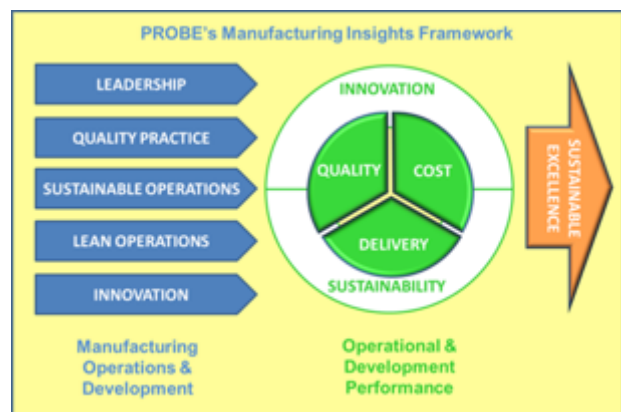 PROBE's Manufacturing Insights Framework
LEADERSHIP
QUALITY PRACTICE
SUSTAINABLE OPERATIONS
LEAN OPERATIONS
INNOVATION
Manufacturing
Operations &
Development
INNOVATION
QUALITY
COST
DELIVERY
SUSTAINABILITY
Operational &
Development
Performance
SUSTAINABLE
EXCELLENCE